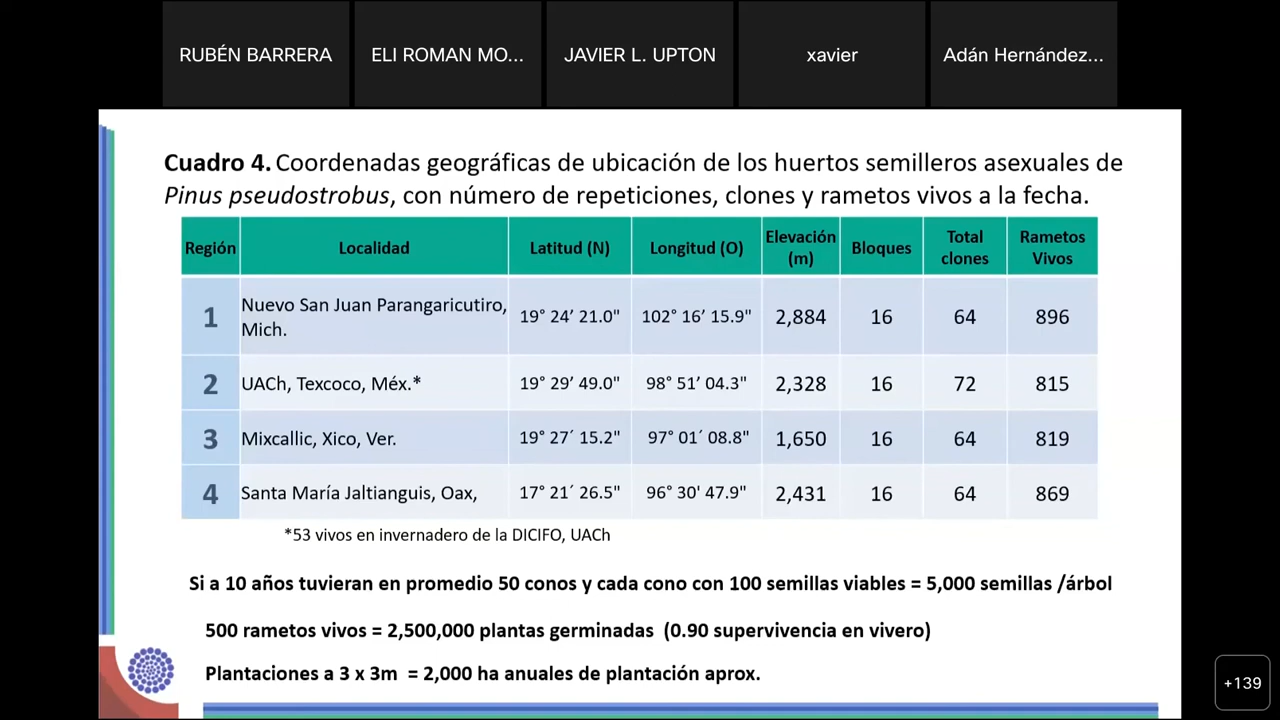 RUBÉN BARRERA
ELI ROMAN MO...
JAVIER L. UPTON
xavier
Adán Hernández...
Cuadro 4. Coordenadas geográficas de ubicación de los huertos semilleros asexuales de
Pinus pseudostrobus, con número de repeticiones, clones y rametos vivos a la fecha.
Región Localidad Latitud (N) Longitud (O) Elevación (m) Bloques Total clones Rametos Vivos
1 Nuevo San Juan Parangaricutiro, Mich. 19° 24’ 21.0" 102° 16’ 15.9" 2,884 16 64 896
2 UACh, Texcoco, Méx.* 19° 29’ 49.0" 98° 51’ 04.3" 2,328 16 72 815
3 Mixcallic, Xico, Ver. 19° 27´ 15.2" 97° 01´ 08.8" 1,650 16 64 819
4 Santa María Jaltianguis, Oax, 17° 21´ 26.5" 96° 30' 47.9" 2,431 16 64 869
*53 vivos en invernadero de la DICIFO, UACh
Si a 10 años tuvieran en promedio 50 conos y cada cono con 100 semillas viables = 5,000 semillas /árbol
500 rametos vivos = 2,500,000 plantas germinadas (0.90 supervivencia en vivero)
Plantaciones a 3 x 3m = 2,000 ha anuales de plantación aprox.
+139